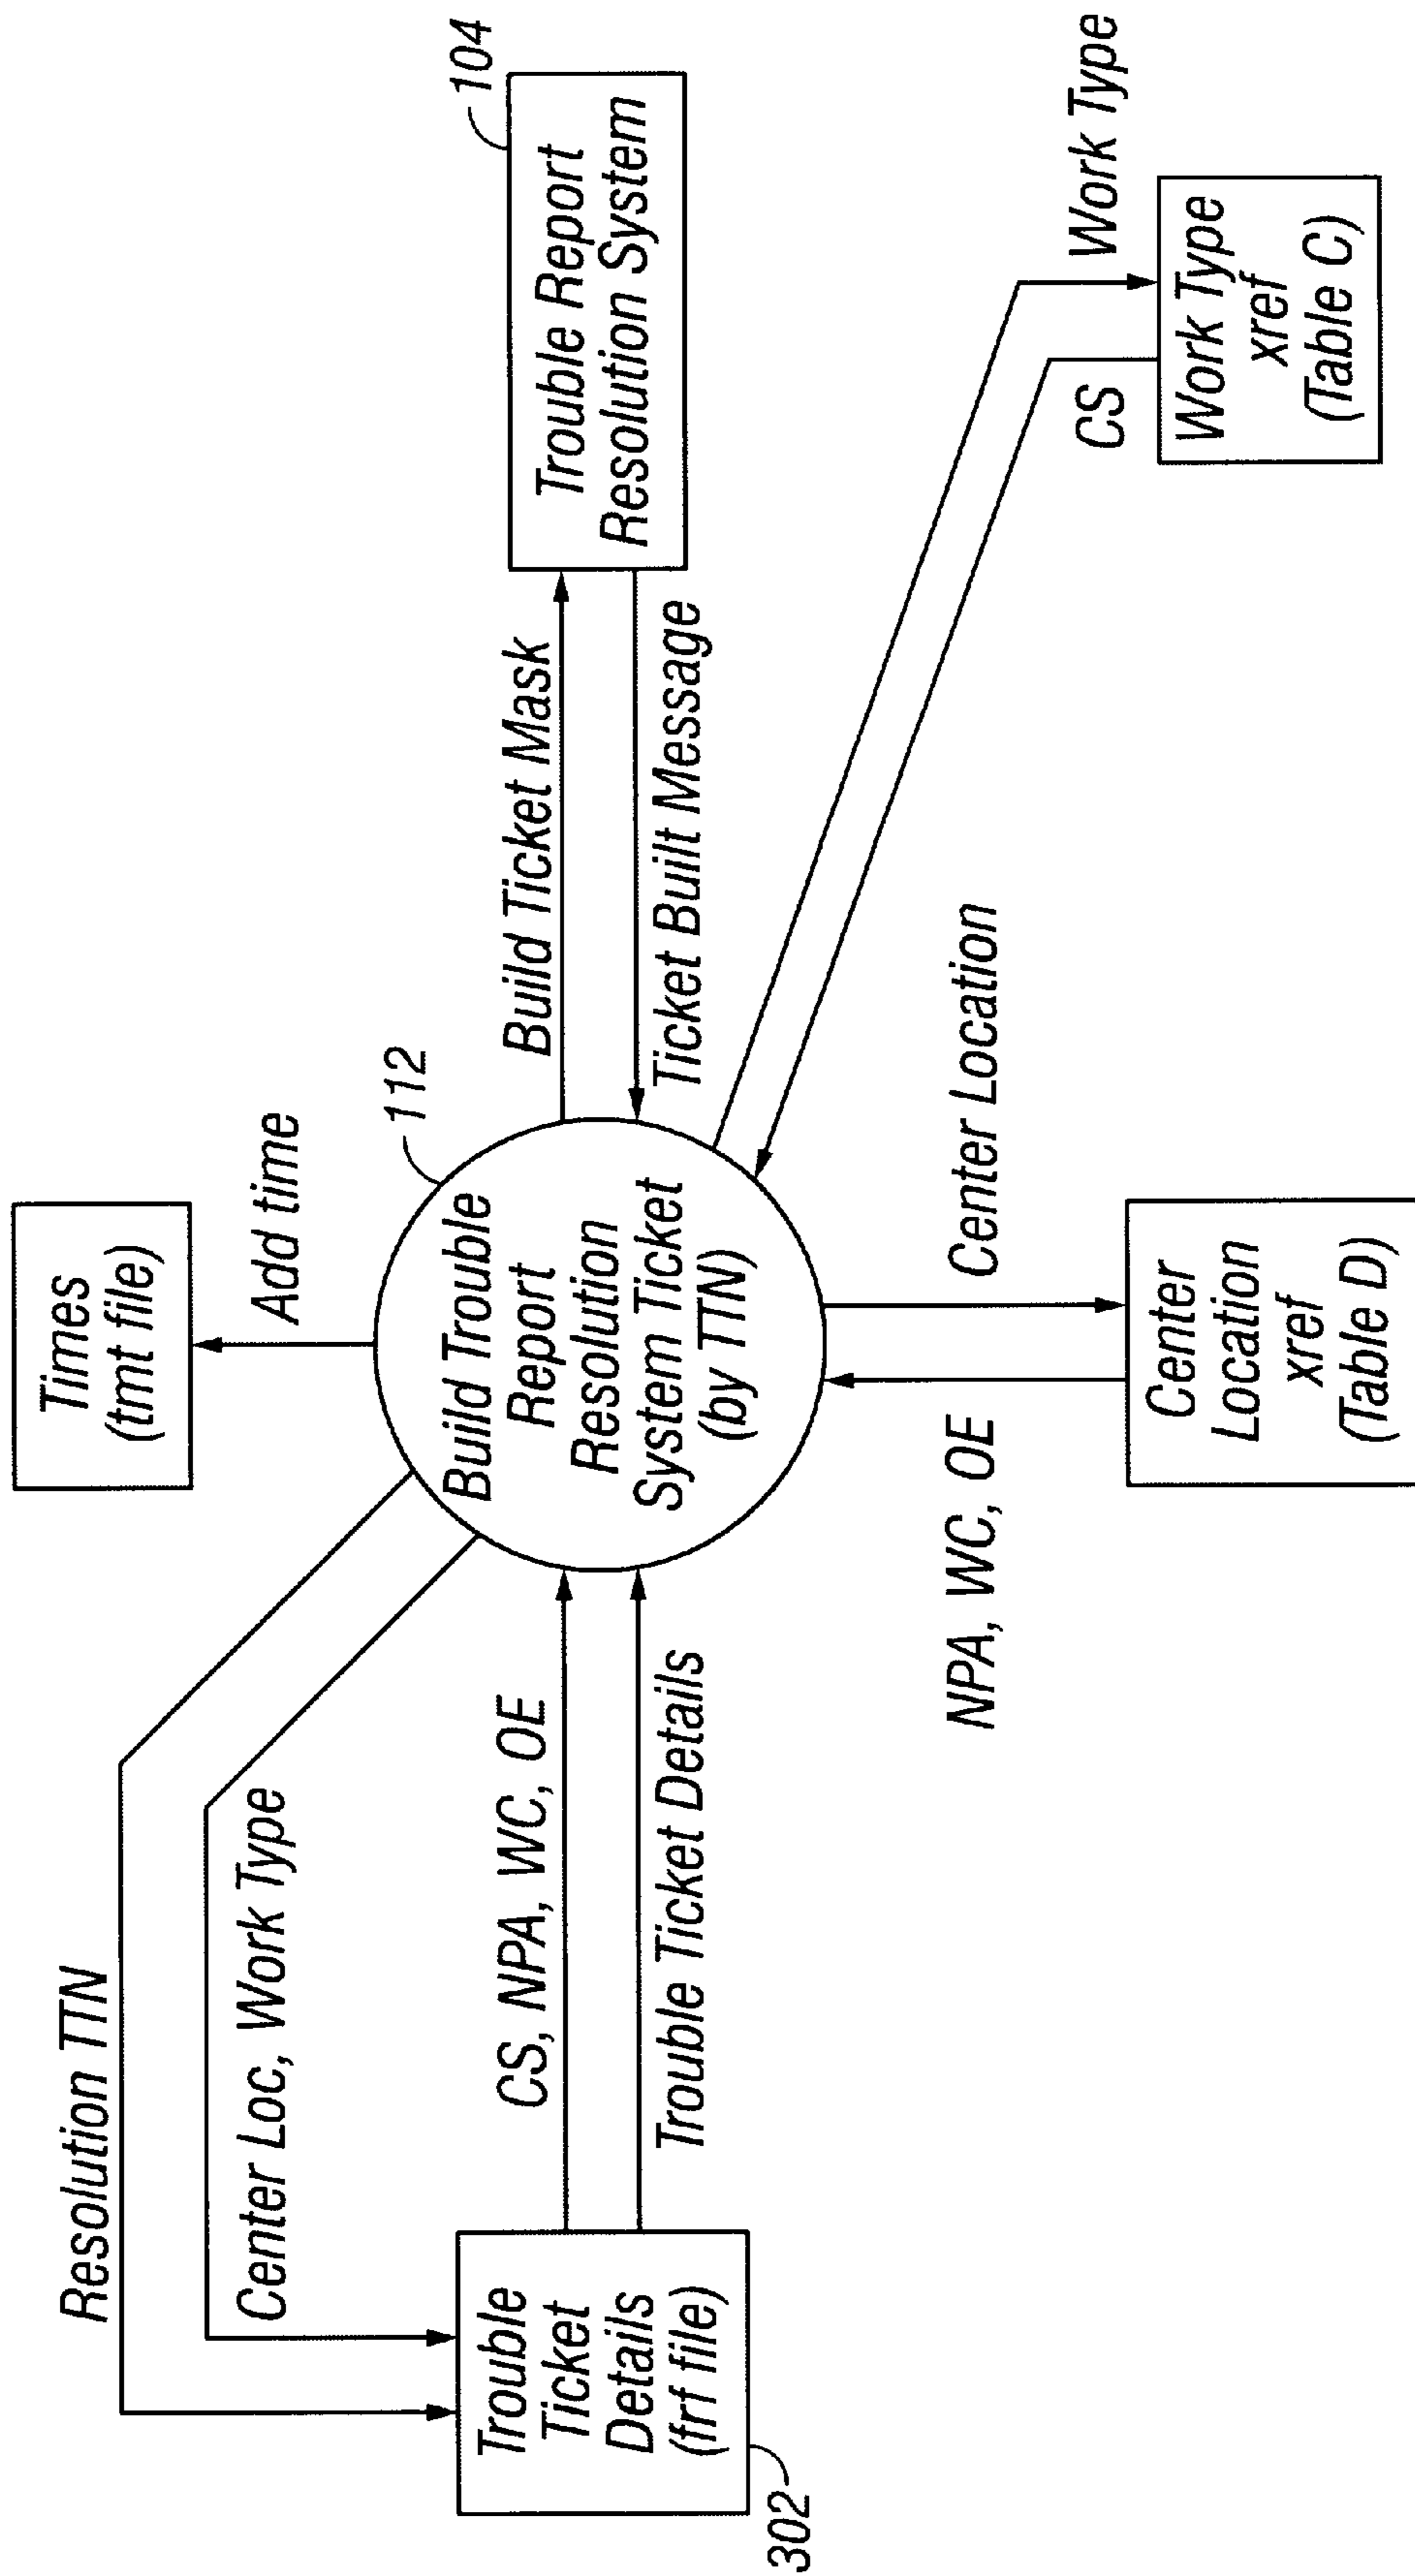 Times
(tmt file)
Add time
Resolution TTN
Center Loc, Work Type
112
104
Build Trouble
Report
Resolution
System Ticket
(by TTN)
Trouble Ticket
Details
(frf file)
302
CS, NPA, WC, OE
Trouble Ticket Details
Build Ticket Mask
Ticket Built Message
Trouble Report
Resolution System
NPA, WC, OE
Center Location
Center
Location
xref
(Table D)
CS
Work Type
Work Type
xref
(Table C)